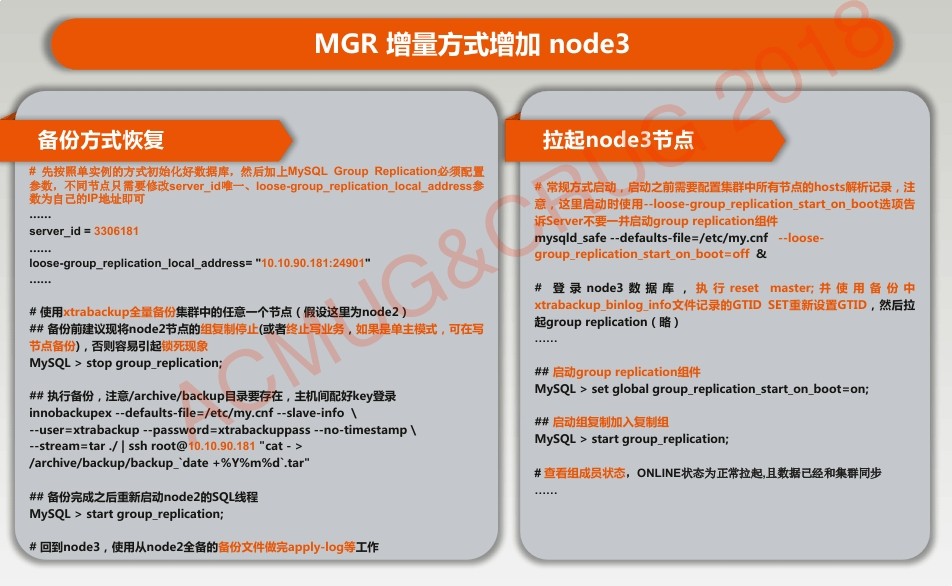 MGR 增量方式增加 node3
备份方式恢复
# 先按照单实例的方式初始化好数据库，然后加上MySQL Group Replication必须配置
参数，不同节点只需要修改server_id唯一、loose-group_replication_local_address参
数为自己的IP地址即可
……
server_id = 3306181
……
loose-group_replication_local_address= "10.10.90.181:24901"
……
# 使用xtrabackup全量备份集群中的任意一个节点（假设这里为node2）
## 备份前建议现将node2节点的组复制停止(或者终止写业务，如果是单主模式，可在写
节点备份)，否则容易引起锁死现象
MySQL > stop group_replication;
## 执行备份，注意/archive/backup目录要存在，主机间配好key登录
innobackupex --defaults-file=/etc/my.cnf --slave-info \
--user=xtrabackup --password=xtrabackuppass --no-timestamp \
--stream=tar ./ | ssh root@10.10.90.181 "cat - >
/archive/backup/backup_`date +%Y%m%d`.tar"
## 备份完成之后重新启动node2的SQL线程
MySQL > start group_replication;
# 回到node3，使用从node2全备的备份文件做完apply-log等工作
拉起node3节点
# 常规方式启动，启动之前需要配置集群中所有节点的hosts解析记录，注
意，这里启动时使用--loose-group_replication_start_on_boot选项告
诉Server不要一并启动group replication组件
mysqld_safe --defaults-file=/etc/my.cnf --loose-
group_replication_start_on_boot=off &
# 登录node3数据库，执行reset master;并使用备份中
xtrabackup_binlog_info文件记录的GTID SET重新设置GTID，然后拉
起group replication（略）
……
## 启动group replication组件
MySQL > set global group_replication_start_on_boot=on;
## 启动组复制加入复制组
MySQL > start group_replication;
# 查看组成员状态，ONLINE状态为正常拉起,且数据已经和集群同步
……
ACMUG&CRUG 2018